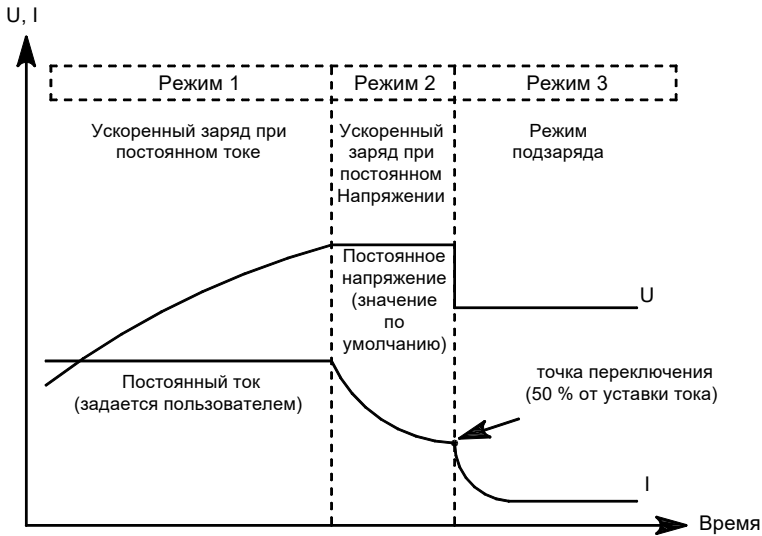 U, I
Режим 1
Режим 2
Режим 3
Ускоренный заряд при
постоянном токе
Ускоренный
заряд при
постоянном
Напряжении
Режим
подзаряда
Постоянное
напряжение
(значение
по
умолчанию)
U
Постоянный ток
(задается пользователем)
точка переключения
(50 % от уставки тока)
I
Время